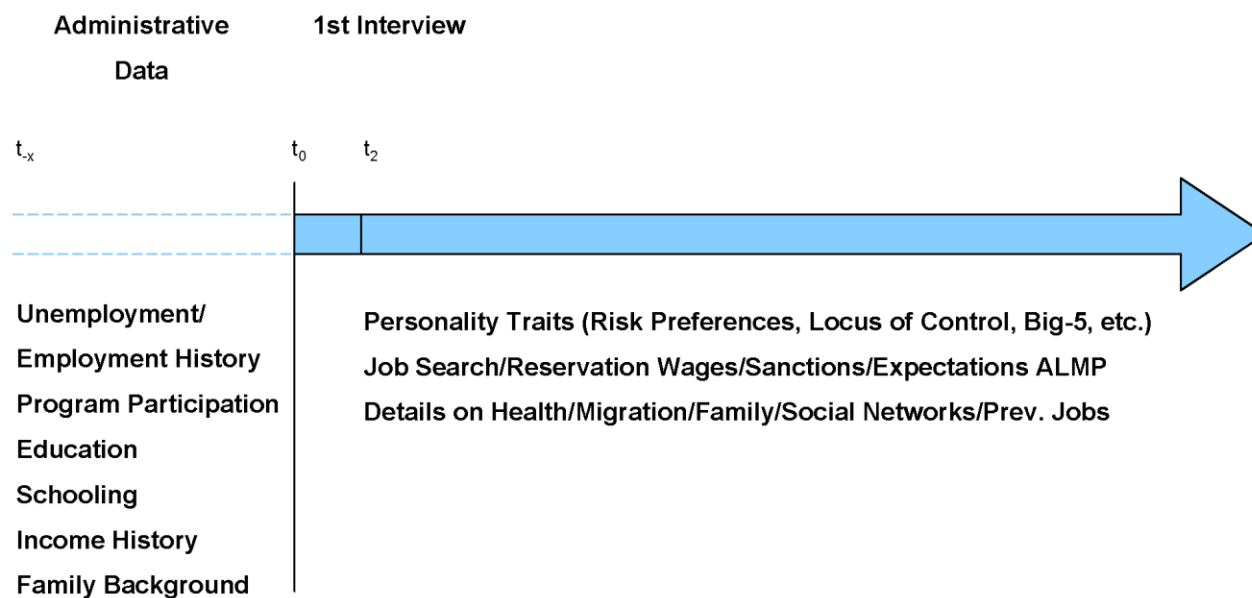 Administrative
Data
1st Interview
t-x
t0
t2
Unemployment/
Employment History
Program Participation
Education
Schooling
Income History
Family Background
Personality Traits (Risk Preferences, Locus of Control, Big-5, etc.)
Job Search/Reservation Wages/Sanctions/Expectations ALMP
Details on Health/Migration/Family/Social Networks/Prev. Jobs